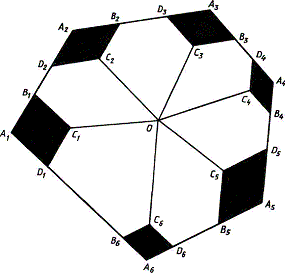 A₃
B₂ D₃
A₂
B₃
C₃
D₄
C₂
D₂
A₄
C₄
B₁
B₄
O
A₁
C₁
D₅
C₅
D₁
A₅
C₆
B₅
B₆
D₆
A₆